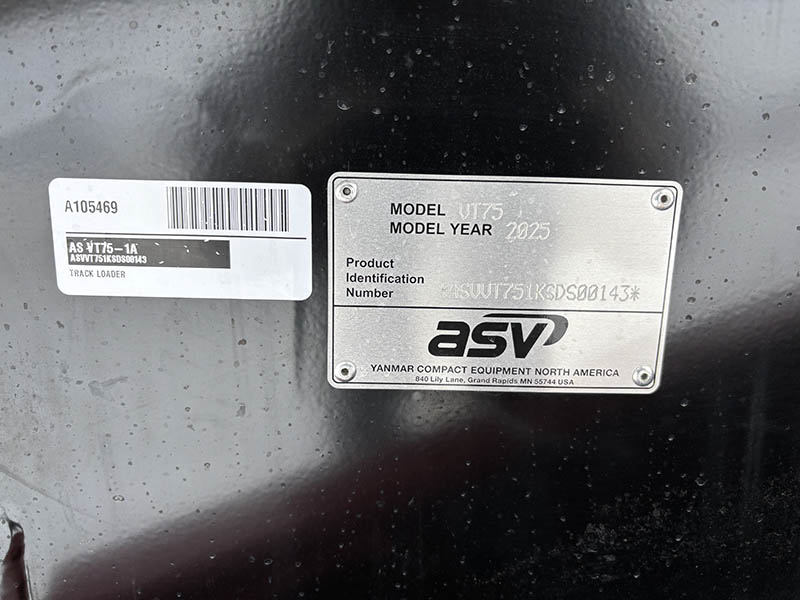 A105469
AS VT75-1A
ASVVT751KSDS00143
TRACK LOADER
MODEL VT75
MODEL YEAR 2025
Product
Identification
Number *ASVVT751KSDS00143*
asv
YANMAR COMPACT EQUIPMENT NORTH AMERICA
840 Lily Lane, Grand Rapids MN 55744 USA